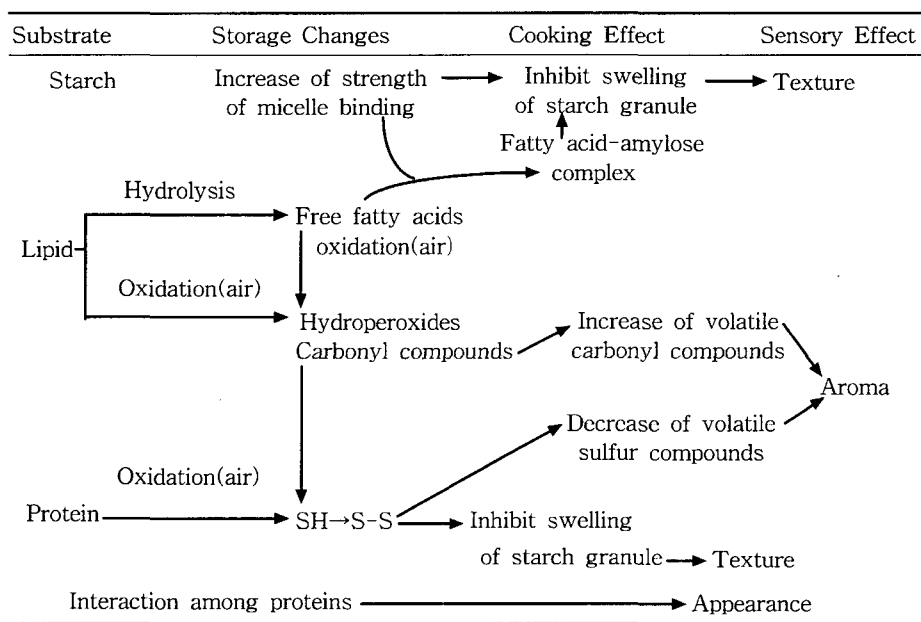 Substrate Storage Changes Cooking Effect Sensory Effect
Starch Increase of strength Inhibit swelling Texture
of micelle binding of starch granule
Fatty acid-amylose
complex
Hydrolysis
Free fatty acids
oxidation(air)
Lipid
Oxidation(air)
Hydroperoxides Increase of volatile
Carbonyl compounds carbonyl compounds
Aroma
Decrease of volatile
sulfur compounds
Oxidation(air)
Protein SH→S-S Inhibit swelling
of starch granule Texture
Interaction among proteins Appearance